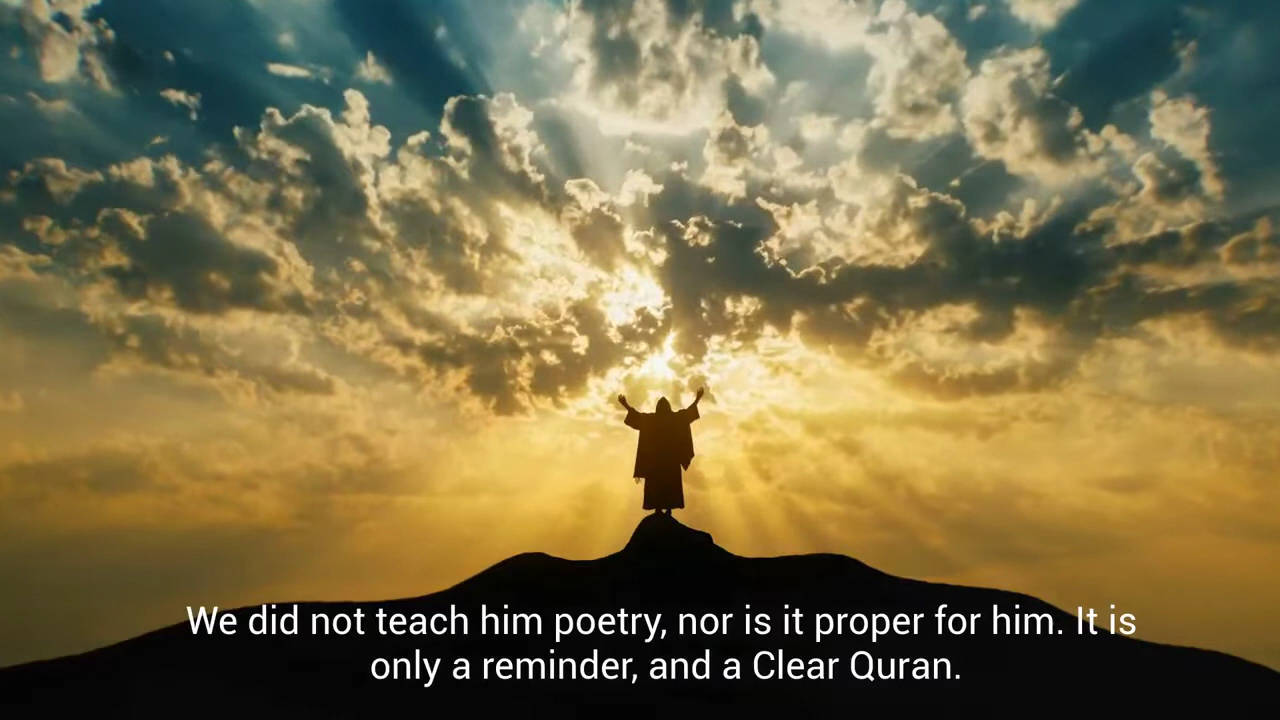 We did not teach him poetry, nor is it proper for him. It is
only a reminder, and a Clear Quran.